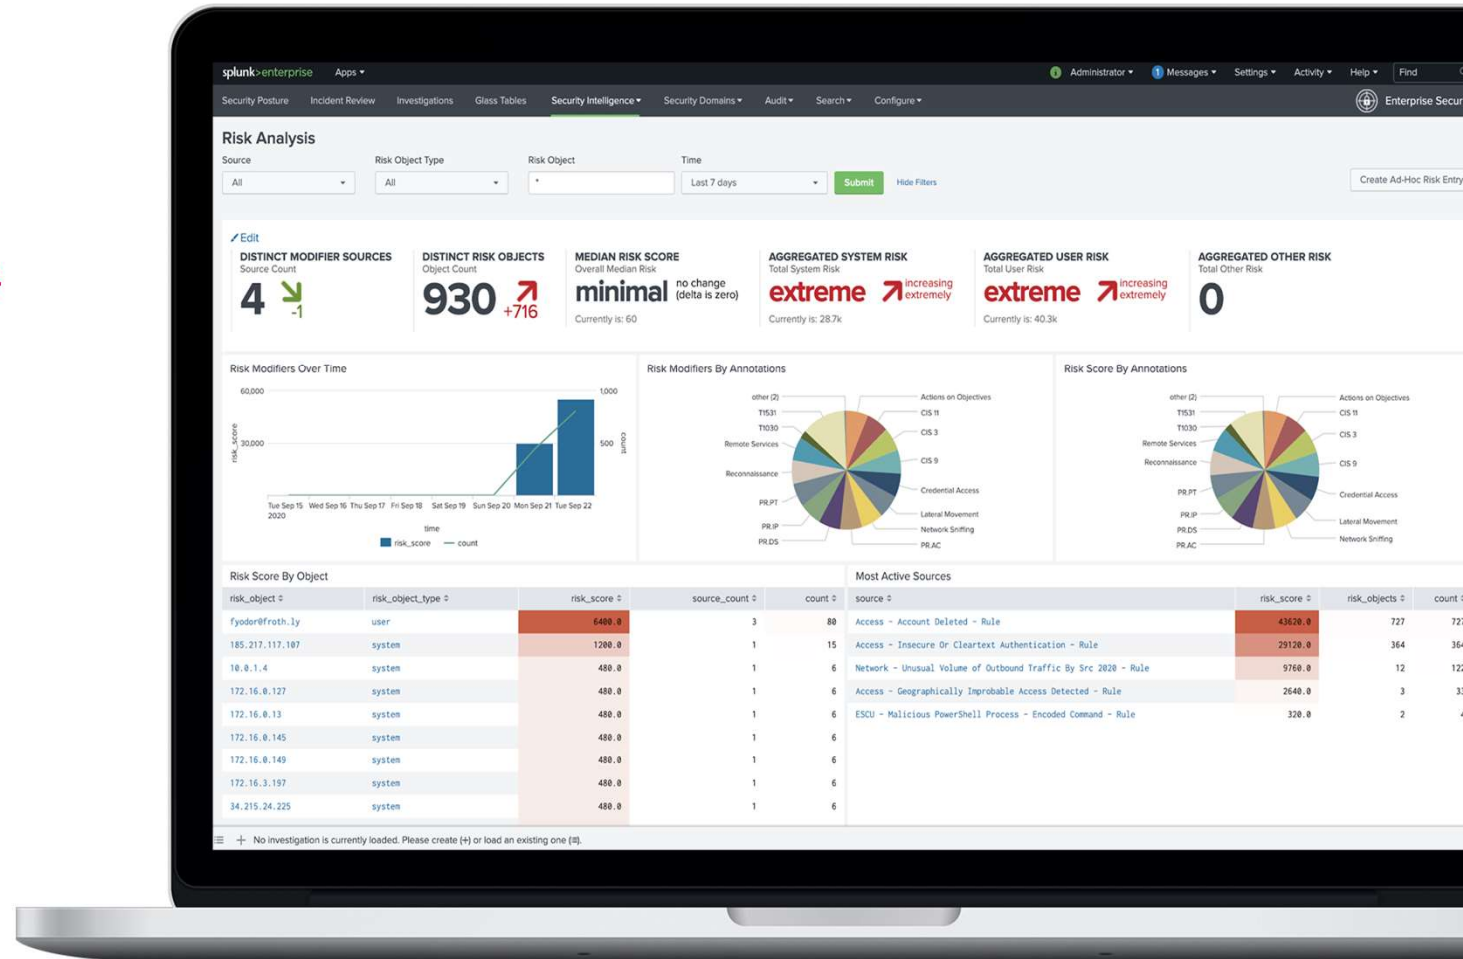 splunk>enterprise Apps
Administrator 1 Messages Settings Activity Help Find
Security Posture Incident Review Investigations Glass Tables Security Intelligence Security Domains Audit Search Configure
Enterprise Secur
Risk Analysis
Source Risk Object Type Risk Object Time
All All * Last 7 days Submit Hide Filters
Create Ad-Hoc Risk Entry
Edit
DISTINCT MODIFIER SOURCES
Source Count
4 -1
DISTINCT RISK OBJECTS
Object Count
930 +716
MEDIAN RISK SCORE
Overall Median Risk
minimal no change (delta is zero)
Currently is: 60
AGGREGATED SYSTEM RISK
Total System Risk
extreme increasing extremely
Currently is: 28.7k
AGGREGATED USER RISK
Total User Risk
extreme increasing extremely
Currently is: 40.3k
AGGREGATED OTHER RISK
Total Other Risk
0
Risk Modifiers Over Time
60,000
30,000
risk_score
1,000
500
count
Tue Sep 15 Wed Sep 16 Thu Sep 17 Fri Sep 18 Sat Sep 19 Sun Sep 20 Mon Sep 21 Tue Sep 22
2020
time
risk_score count
Risk Modifiers By Annotations
other (2)
T1531
T1030
Remote Services
Reconnaissance
PR.PT
PR.IP
PR.DS
Actions on Objectives
CIS 11
CIS 3
CIS 9
Credential Access
Lateral Movement
Network Sniffing
PR.AC
Risk Score By Annotations
other (2)
T1531
T1030
Remote Services
Reconnaissance
PR.PT
PR.IP
PR.DS
PR.AC
Actions on Objectives
CIS 11
CIS 3
CIS 9
Credential Access
Lateral Movement
Network Sniffing
Risk Score By Object
risk_object risk_object_type risk_score source_count count
fyodor@froth.ly user 6400.0 3 80
185.217.117.107 system 1200.0 1 15
10.0.1.4 system 480.0 1 6
172.16.0.127 system 480.0 1 6
172.16.0.13 system 480.0 1 6
172.16.0.145 system 480.0 1 6
172.16.0.149 system 480.0 1 6
172.16.3.197 system 480.0 1 6
34.215.24.225 system 480.0 1 6
Most Active Sources
source risk_score risk_objects count
Access - Account Deleted - Rule 43620.0 727 727
Access - Insecure Or Cleartext Authentication - Rule 29120.0 364 364
Network - Unusual Volume of Outbound Traffic By Src 2020 - Rule 9760.0 12 122
Access - Geographically Improbable Access Detected - Rule 2640.0 3 33
ESCU - Malicious PowerShell Process - Encoded Command - Rule 320.0 2 4
No investigation is currently loaded. Please create (+) or load an existing one (≡).